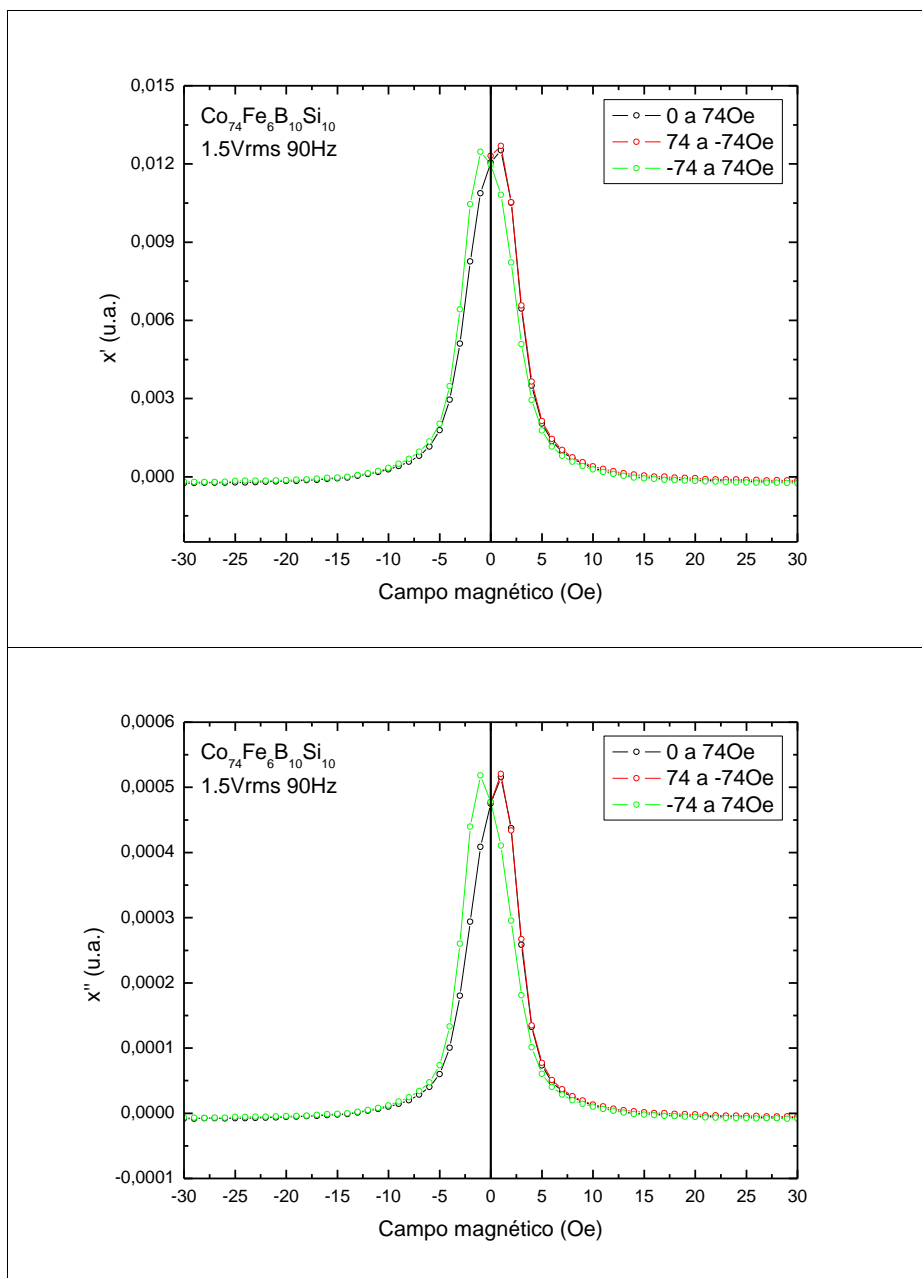 0,015
0,012
0,009
0,006
0,003
0,000
x' (u.a.)
Co74Fe6B10Si10
1.5Vrms 90Hz
0 a 74Oe
74 a -74Oe
-74 a 74Oe
-30 -25 -20 -15 -10 -5 0 5 10 15 20 25 30
Campo magnético (Oe)
0,0006
0,0005
0,0004
0,0003
0,0002
0,0001
0,0000
-0,0001
x'' (u.a.)
Co74Fe6B10Si10
1.5Vrms 90Hz
0 a 74Oe
74 a -74Oe
-74 a 74Oe
-30 -25 -20 -15 -10 -5 0 5 10 15 20 25 30
Campo magnético (Oe)